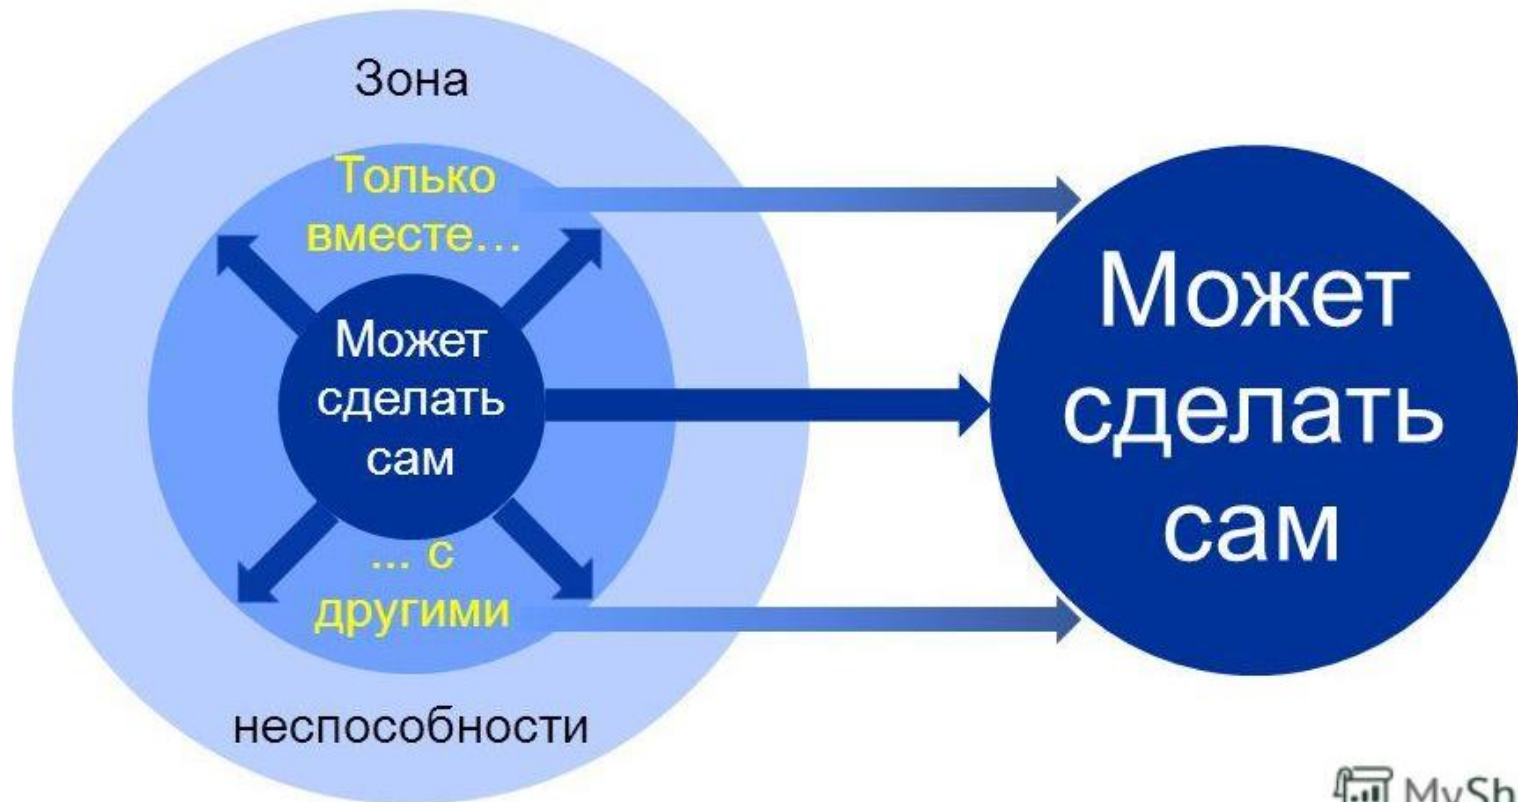 Зона
Только
вместе…
Может
сделать
сам
... с
другими
неспособности
Может
сделать
сам